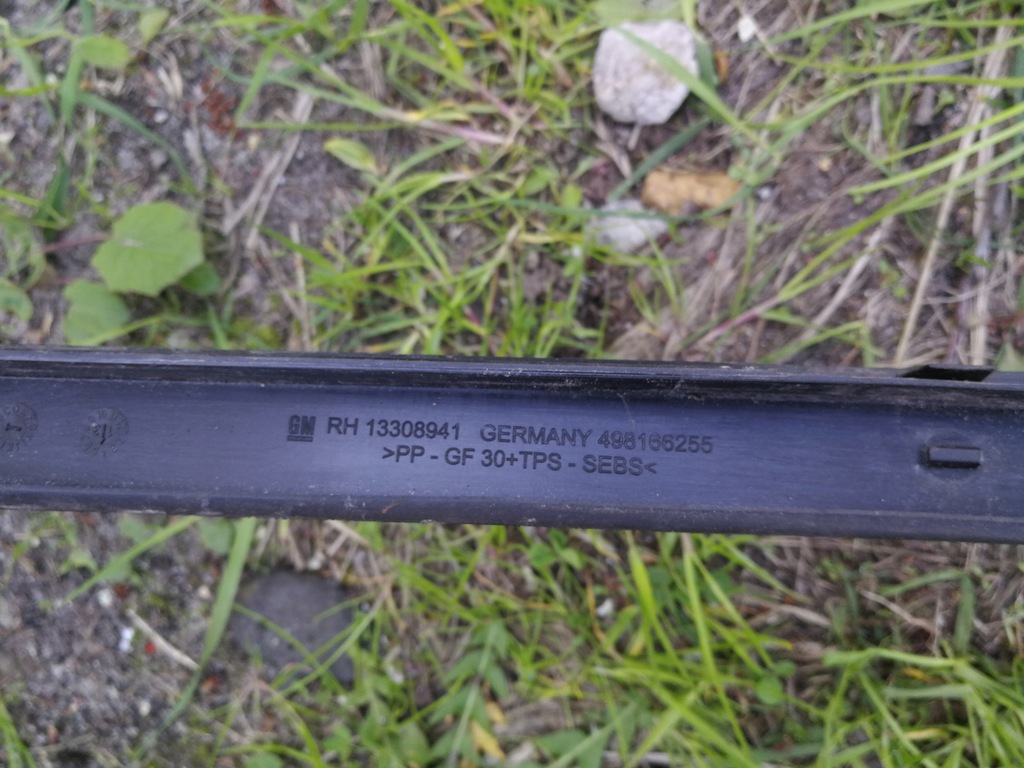 GM RH 13308941 GERMANY 498166255
>PP - GF 30+TPS - SEBS<